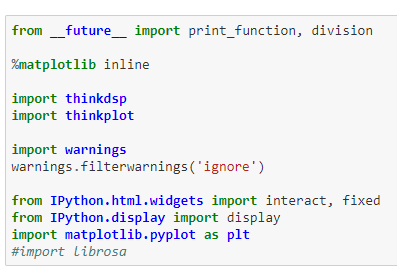 from __future__ import print_function, division
%matplotlib inline
import thinkdsp
import thinkplot
import warnings
warnings.filterwarnings('ignore')
from IPython.html.widgets import interact, fixed
from IPython.display import display
import matplotlib.pyplot as plt
#import librosa